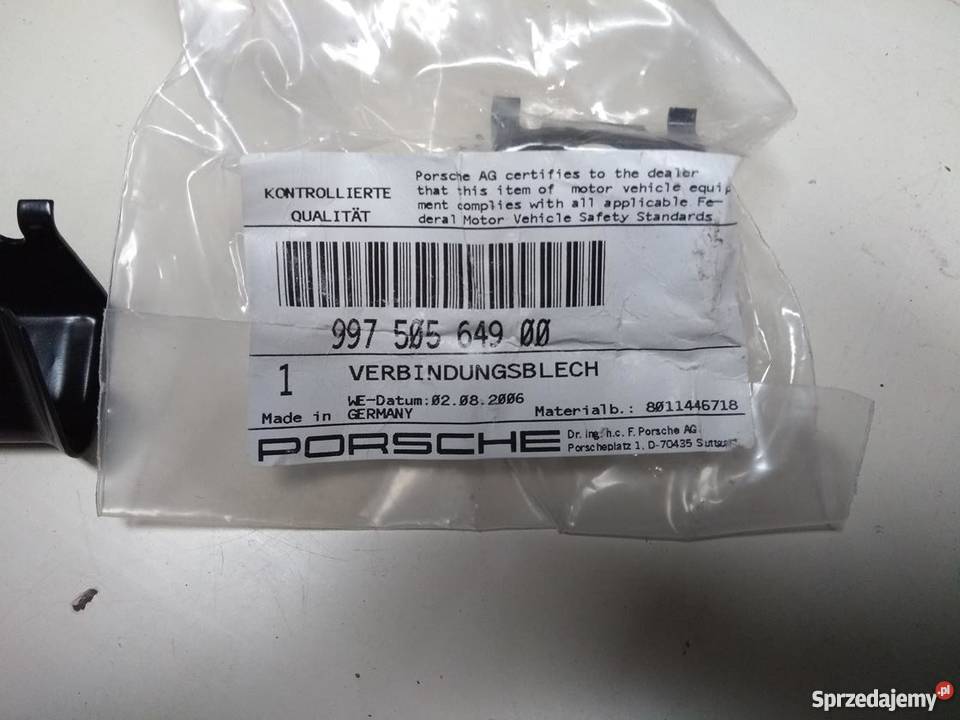 KONTROLLIERTE
QUALITÄT
Porsche AG certifies to the dealer
that this item of motor vehicle equip
ment complies with all applicable Fe-
deral Motor Vehicle Safety Standards
997 505 649 00
1 VERBINDUNGSBLECH
WE-Datum:02.08.2006
Made in GERMANY
Materialb.: 8011446718
PORSCHE
Dr. ing. h.c. F. Porsche AG
Porscheplatz 1, D-70435 Stuttgart
Sprzedajemy.pl